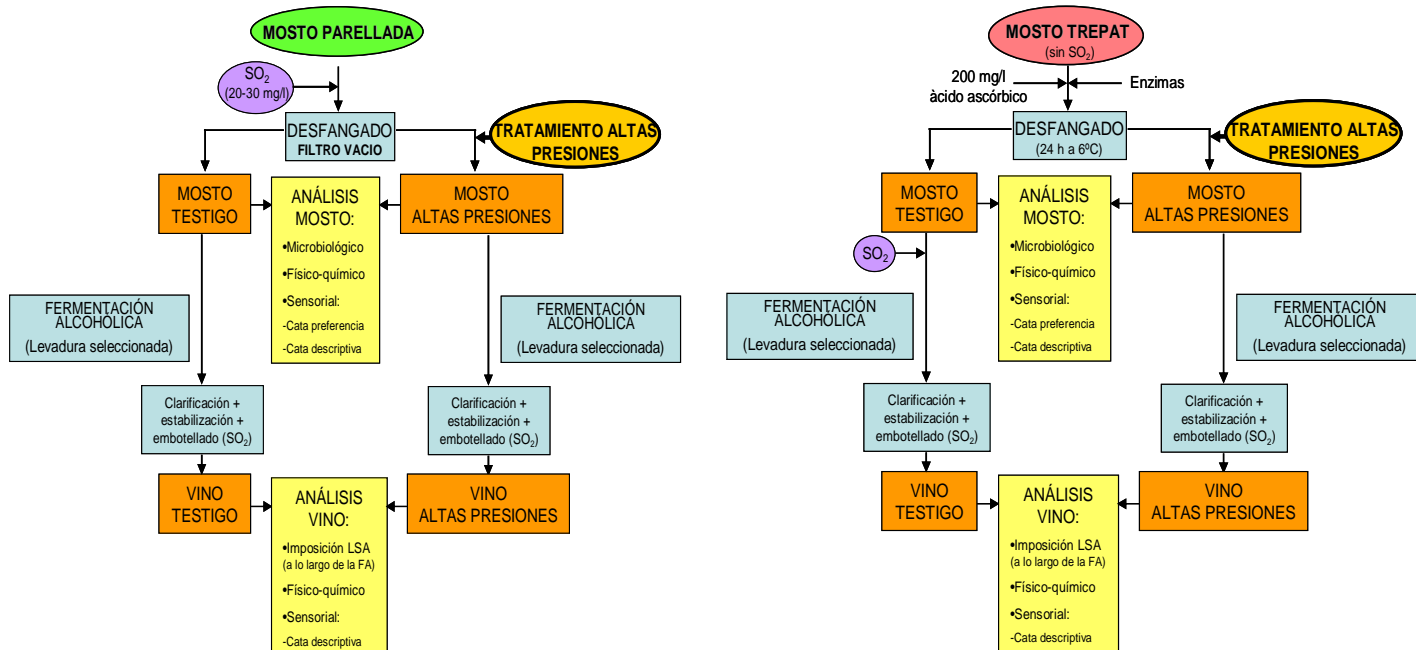 MOSTO PARELLADA
SO₂
(20-30 mg/l)
DESFANGADO
FILTRO VACIO
TRATAMIENTO ALTAS
PRESIONES
MOSTO
TESTIGO
ANÁLISIS
MOSTO:
•Microbiológico
•Físico-químico
•Sensorial:
-Cata preferencia
-Cata descriptiva
MOSTO
ALTAS PRESIONES
FERMENTACIÓN
ALCOHÓLICA
(Levadura seleccionada)
FERMENTACIÓN
ALCOHÓLICA
(Levadura seleccionada)
Clarificación +
estabilización +
embotellado (SO₂)
Clarificación +
estabilización +
embotellado (SO₂)
VINO
TESTIGO
ANÁLISIS
VINO:
•Imposición LSA
(a lo largo de la FA)
•Físico-químico
•Sensorial:
-Cata descriptiva
VINO
ALTAS PRESIONES
MOSTO TREPAT
(sin SO₂)
200 mg/l
àcido ascórbico
Enzimas
DESFANGADO
(24 h a 6ºC)
TRATAMIENTO ALTAS
PRESIONES
MOSTO
TESTIGO
ANÁLISIS
MOSTO:
•Microbiológico
•Físico-químico
•Sensorial:
-Cata preferencia
-Cata descriptiva
MOSTO
ALTAS PRESIONES
SO₂
FERMENTACIÓN
ALCOHÓLICA
(Levadura seleccionada)
FERMENTACIÓN
ALCOHÓLICA
(Levadura seleccionada)
Clarificación +
estabilización +
embotellado (SO₂)
Clarificación +
estabilización +
embotellado (SO₂)
VINO
TESTIGO
ANÁLISIS
VINO:
•Imposición LSA
(a lo largo de la FA)
•Físico-químico
•Sensorial:
-Cata descriptiva
VINO
ALTAS PRESIONES